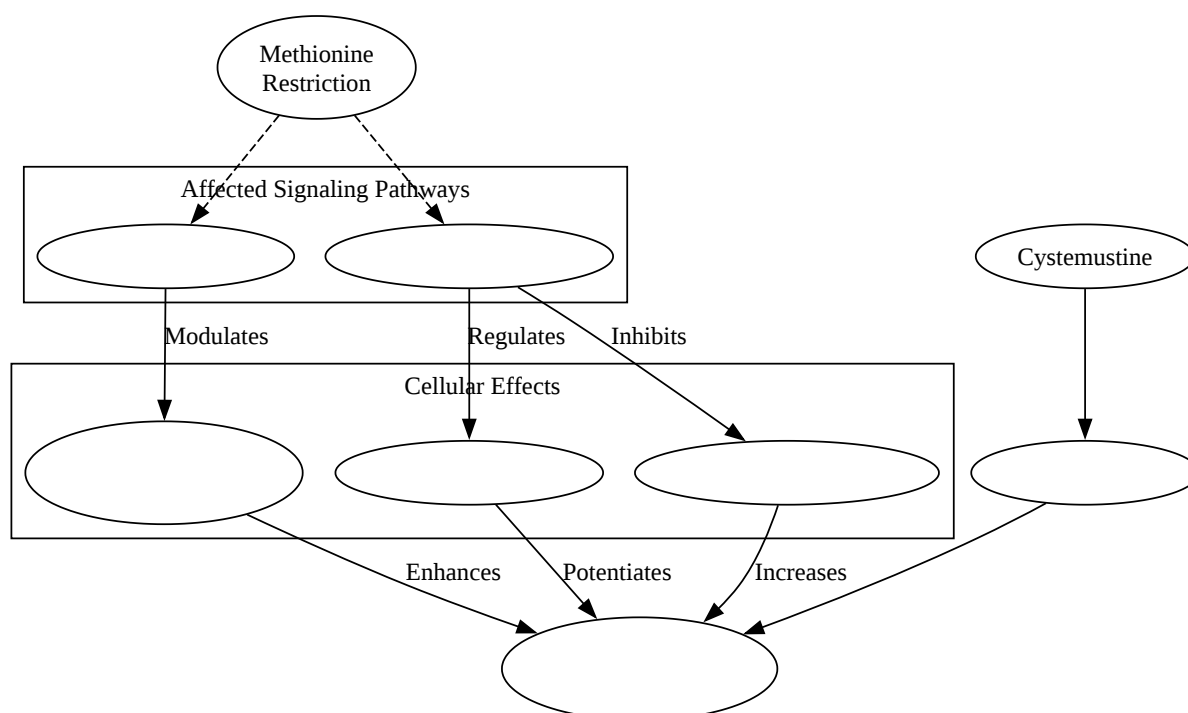 Methionine
Restriction
Affected Signaling Pathways
Cystemustine
Modulates
Regulates
Inhibits
Cellular Effects
Enhances
Potentiates
Increases